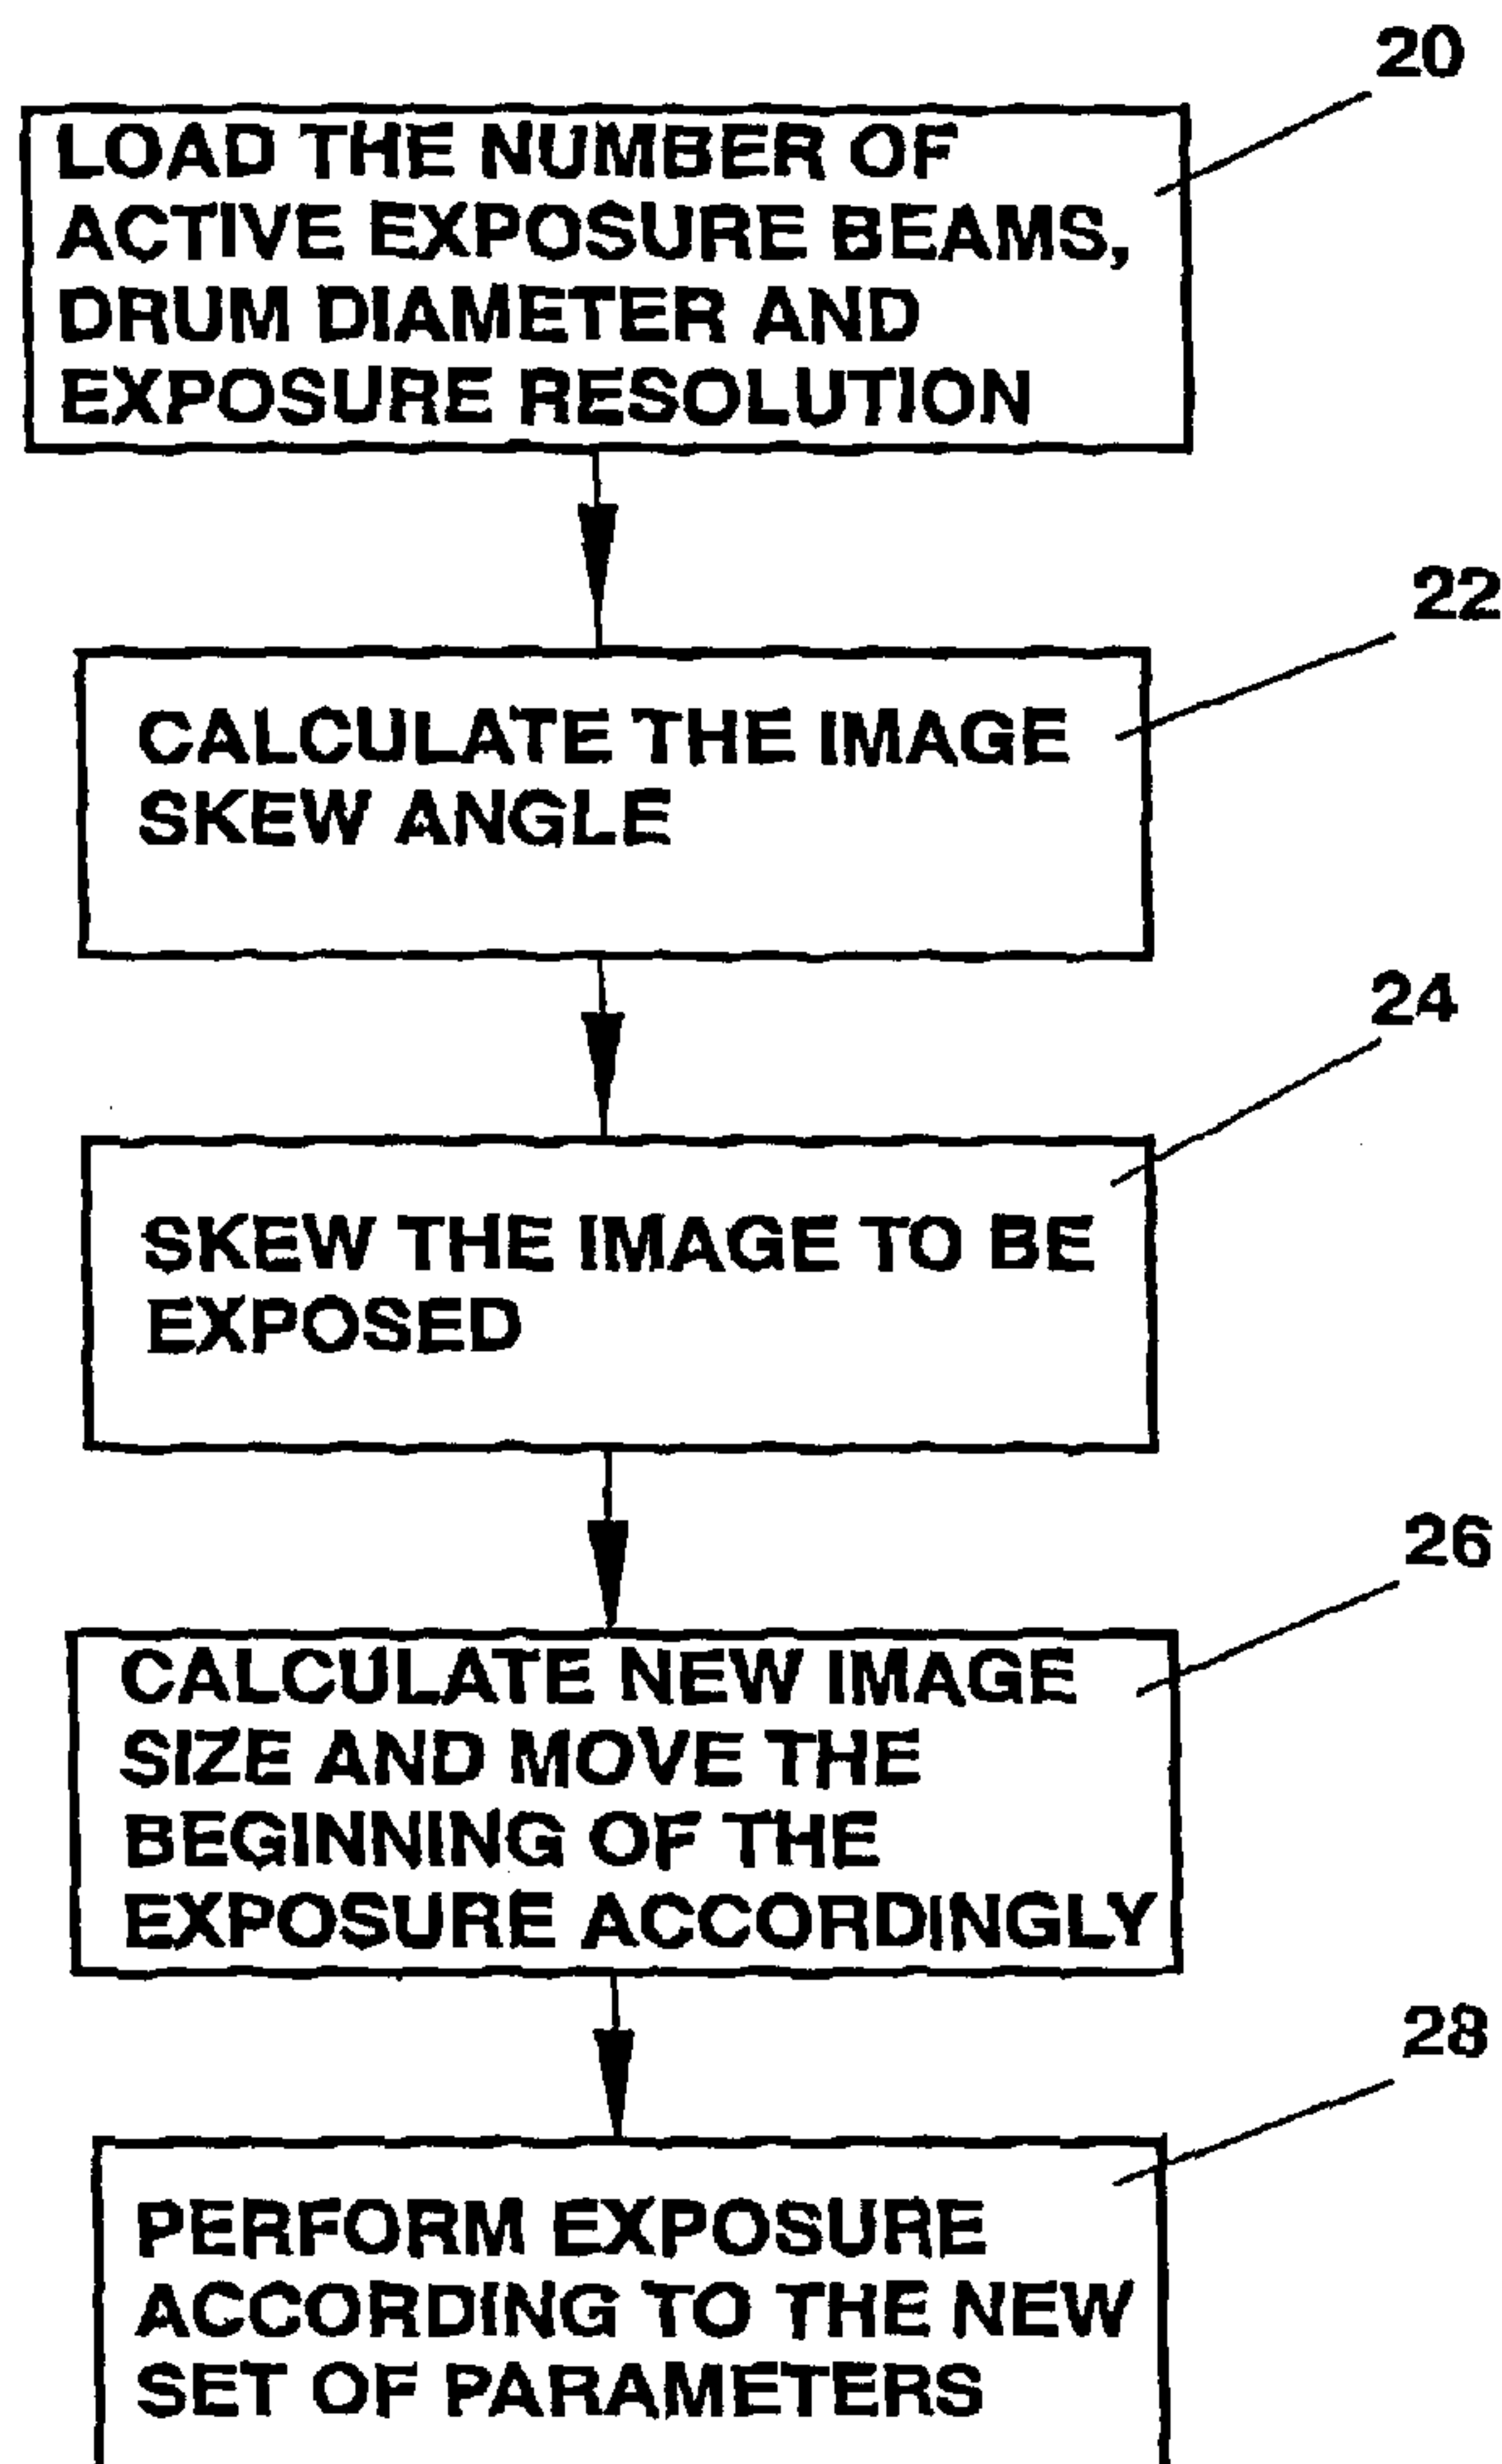 20
LOAD THE NUMBER OF
ACTIVE EXPOSURE BEAMS,
DRUM DIAMETER AND
EXPOSURE RESOLUTION
22
CALCULATE THE IMAGE
SKEW ANGLE
24
SKEW THE IMAGE TO BE
EXPOSED
26
CALCULATE NEW IMAGE
SIZE AND MOVE THE
BEGINNING OF THE
EXPOSURE ACCORDINGLY
28
PERFORM EXPOSURE
ACCORDING TO THE NEW
SET OF PARAMETERS